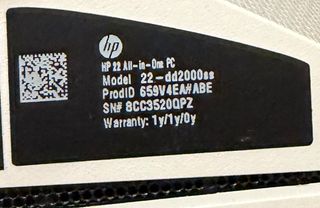 hp
HP 22 All-in-One PC
Model 22-dd2000ss
ProdID 659V4EA#ABE
SN# 8CC3520QPZ
Warranty: 1y/1y/0y